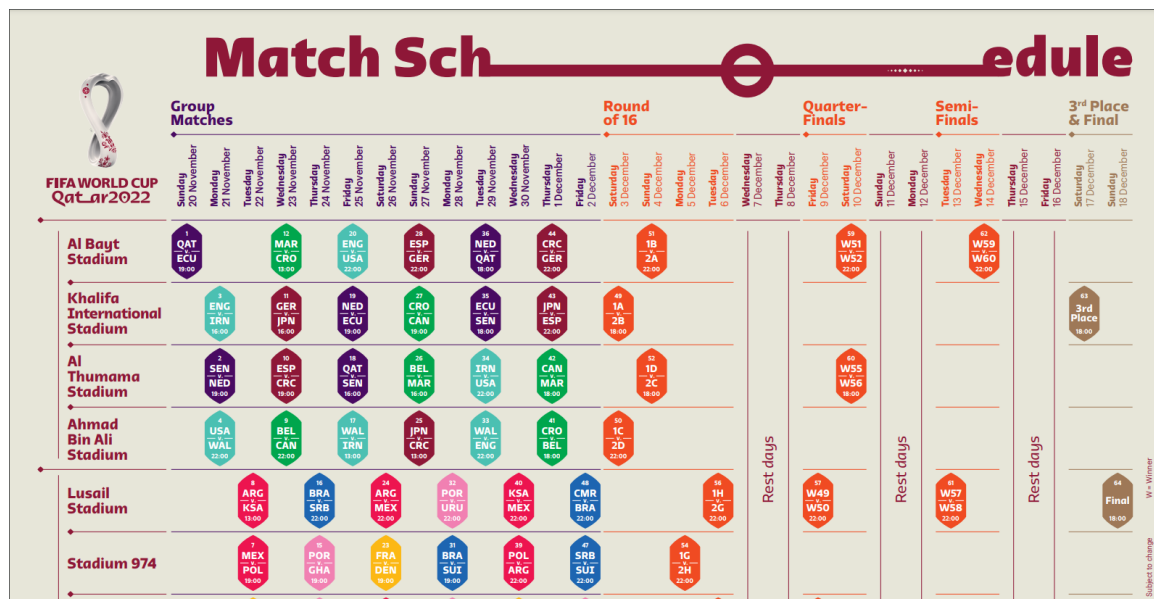 Match Schedule
FIFA WORLD CUP
Qatar2022
Group
Matches
Round
of 16
Quarter-
Finals
Semi-
Finals
3rd Place
& Final
Sunday
20 November
Monday
21 November
Tuesday
22 November
Wednesday
23 November
Thursday
24 November
Friday
25 November
Saturday
26 November
Sunday
27 November
Monday
28 November
Tuesday
29 November
Wednesday
30 November
Thursday
1 December
Friday
2 December
Saturday
3 December
Sunday
4 December
Monday
5 December
Tuesday
6 December
Wednesday
7 December
Thursday
8 December
Friday
9 December
Saturday
10 December
Sunday
11 December
Monday
12 December
Tuesday
13 December
Wednesday
14 December
Thursday
15 December
Friday
16 December
Saturday
17 December
Sunday
18 December
Al Bayt
Stadium
1
QAT
v.
ECU
19:00
12
MAR
v.
CRO
13:00
20
ENG
v.
USA
22:00
28
ESP
v.
GER
22:00
36
NED
v.
QAT
18:00
44
CRC
v.
GER
22:00
51
1B
v.
2A
22:00
59
W51
v.
W52
22:00
62
W59
v.
W60
22:00
Khalifa
International
Stadium
3
ENG
v.
IRN
16:00
11
GER
v.
JPN
16:00
19
NED
v.
ECU
19:00
27
CRO
v.
CAN
19:00
35
ECU
v.
SEN
18:00
43
JPN
v.
ESP
22:00
49
1A
v.
2B
18:00
63
3rd
Place
18:00
Al
Thumama
Stadium
2
SEN
v.
NED
19:00
10
ESP
v.
CRC
19:00
18
QAT
v.
SEN
16:00
26
BEL
v.
MAR
16:00
34
IRN
v.
USA
22:00
42
CAN
v.
MAR
18:00
52
1D
v.
2C
18:00
60
W55
v.
W56
18:00
Ahmad
Bin Ali
Stadium
4
USA
v.
WAL
22:00
9
BEL
v.
CAN
22:00
17
WAL
v.
IRN
13:00
25
JPN
v.
CRC
13:00
33
WAL
v.
ENG
22:00
41
CRO
v.
BEL
18:00
50
1C
v.
2D
22:00
Lusail
Stadium
8
ARG
v.
KSA
13:00
16
BRA
v.
SRB
22:00
24
ARG
v.
MEX
22:00
32
POR
v.
URU
22:00
40
KSA
v.
MEX
22:00
48
CMR
v.
BRA
22:00
56
1H
v.
2G
22:00
57
W49
v.
W50
22:00
61
W57
v.
W58
22:00
64
Final
18:00
Stadium 974
7
MEX
v.
POL
19:00
15
POR
v.
GHA
19:00
23
FRA
v.
DEN
19:00
31
BRA
v.
SUI
19:00
39
POL
v.
ARG
22:00
47
SRB
v.
SUI
22:00
54
1G
v.
2H
22:00
Rest days
Rest days
Rest days
W = Winner
Subject to change